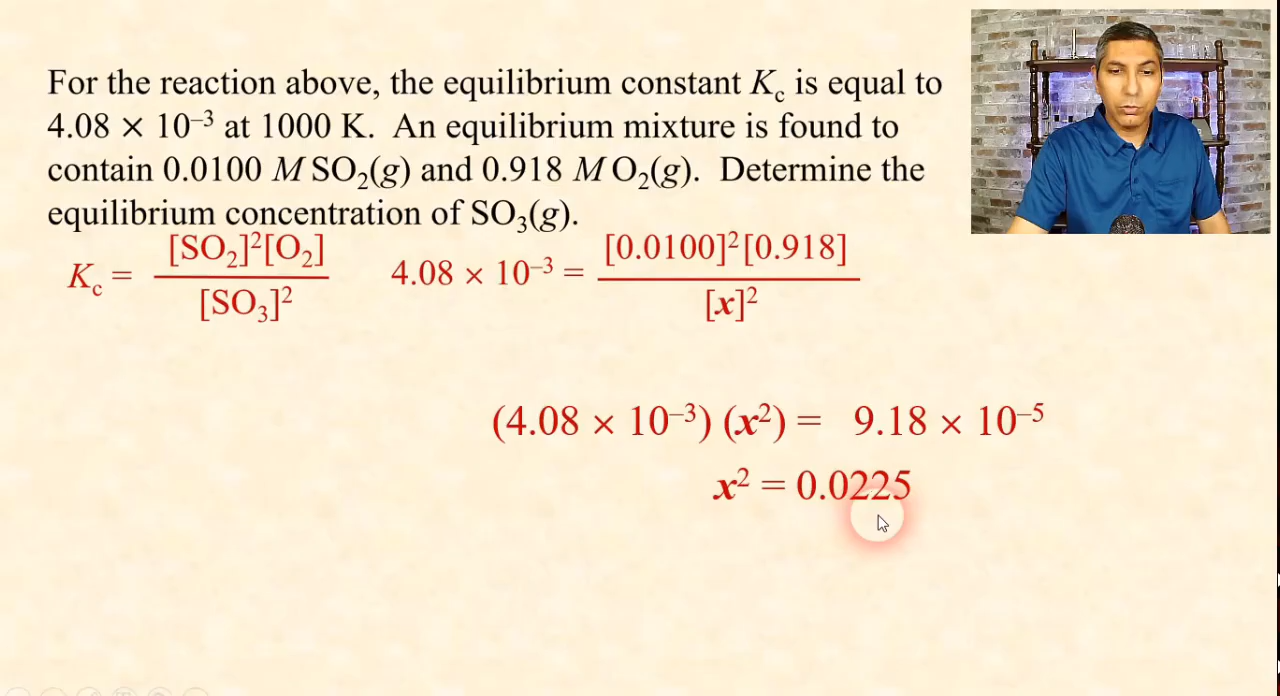 For the reaction above, the equilibrium constant K꜀ is equal to
4.08 × 10⁻³ at 1000 K. An equilibrium mixture is found to
contain 0.0100 M SO₂(g) and 0.918 M O₂(g). Determine the
equilibrium concentration of SO₃(g).
K꜀ = [SO₂]²[O₂] / [SO₃]² 4.08 × 10⁻³ = [0.0100]²[0.918] / [x]²
(4.08 × 10⁻³) (x²) = 9.18 × 10⁻⁵
x² = 0.0225